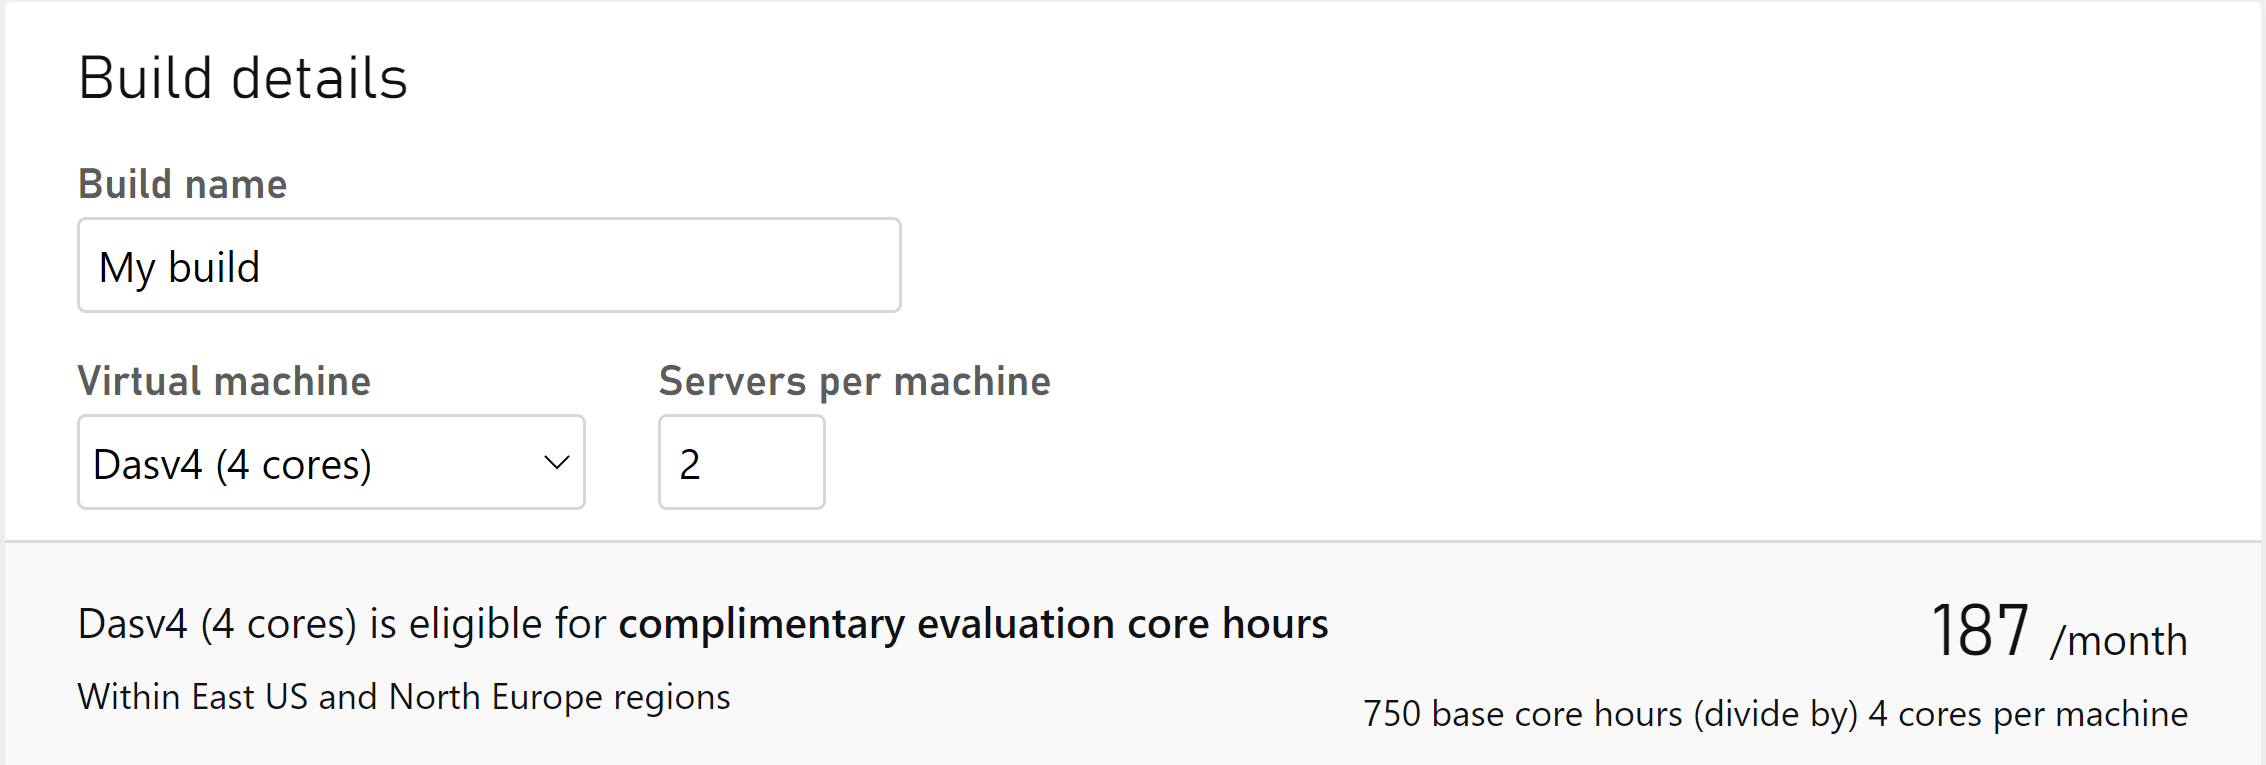 Build details
Build name
My build
Virtual machine
Servers per machine
Dasv4 (4 cores)
2
Dasv4 (4 cores) is eligible for complimentary evaluation core hours
187 /month
Within East US and North Europe regions
750 base core hours (divide by) 4 cores per machine